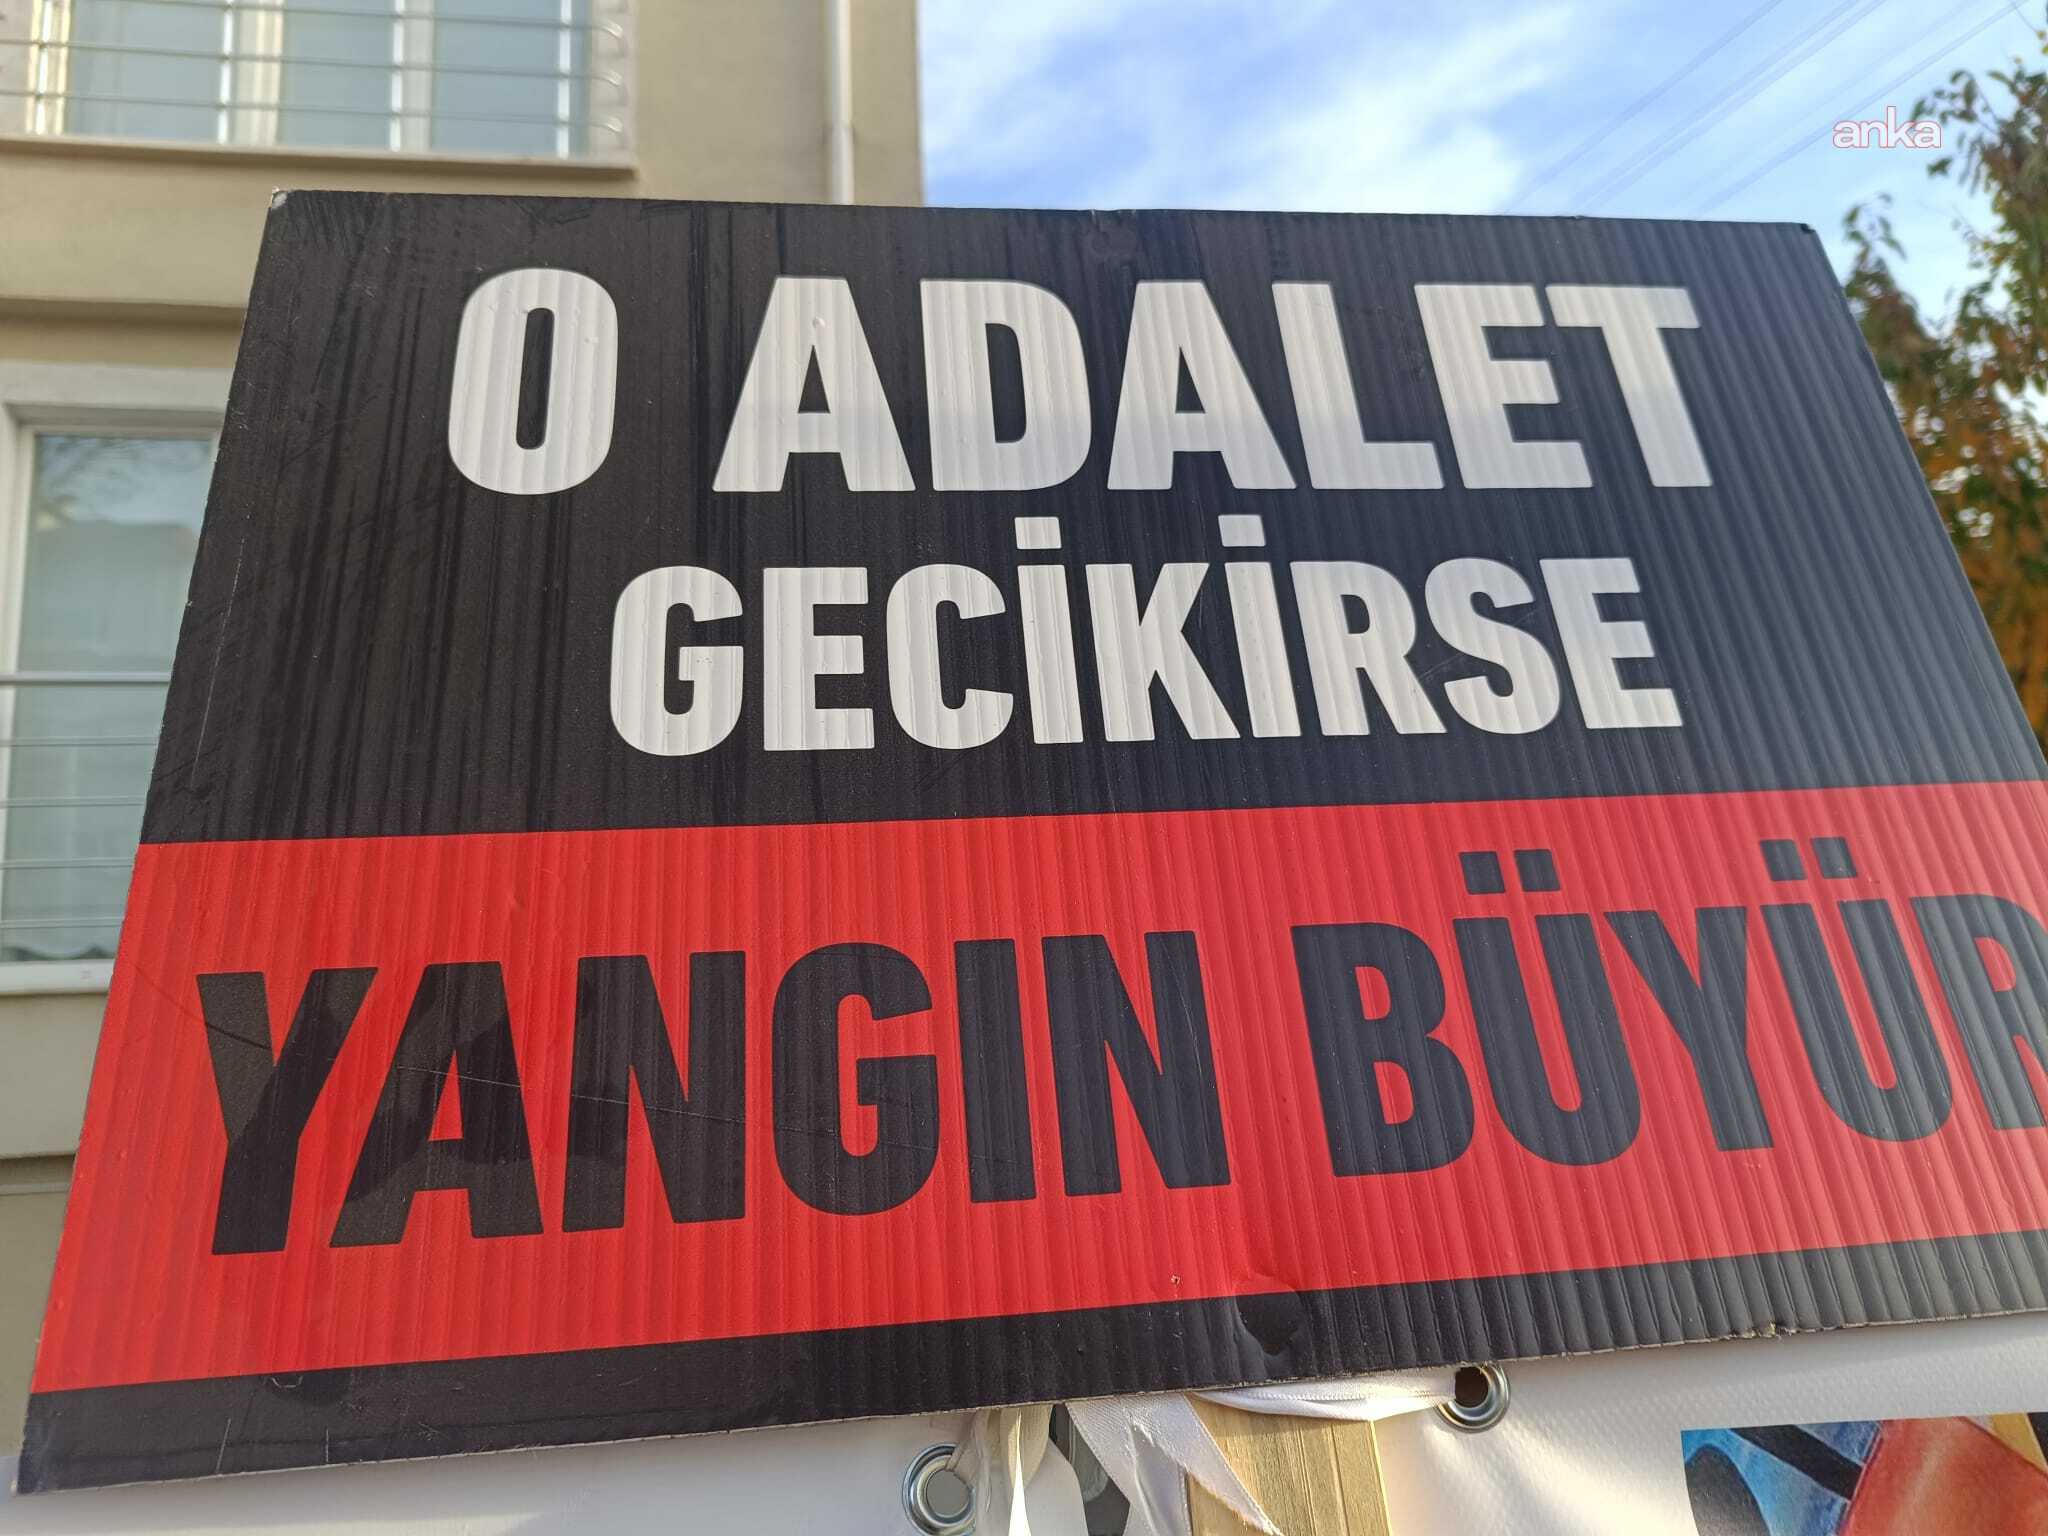 anka
O ADALET
GECİKİRSE
YANGIN BÜYÜR